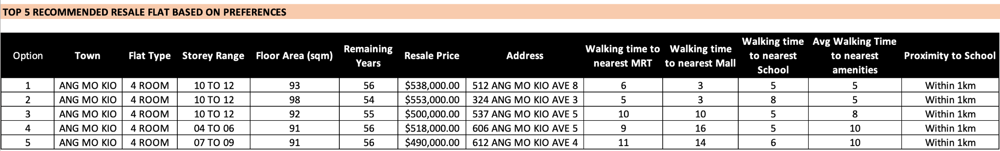 TOP 5 RECOMMENDED RESALE FLAT BASED ON PREFERENCES
Option Town Flat Type Storey Range Floor Area (sqm) Remaining Years Resale Price Address Walking time to nearest MRT Walking time to nearest Mall Walking time to nearest School Avg Walking Time to nearest amenities Proximity to School
1 ANG MO KIO 4 ROOM 10 TO 12 93 56 $538,000.00 512 ANG MO KIO AVE 8 6 3 5 5 Within 1km
2 ANG MO KIO 4 ROOM 10 TO 12 98 54 $553,000.00 324 ANG MO KIO AVE 3 5 3 8 5 Within 1km
3 ANG MO KIO 4 ROOM 10 TO 12 92 55 $500,000.00 537 ANG MO KIO AVE 5 10 10 5 8 Within 1km
4 ANG MO KIO 4 ROOM 04 TO 06 91 56 $518,000.00 606 ANG MO KIO AVE 5 9 16 5 10 Within 1km
5 ANG MO KIO 4 ROOM 07 TO 09 91 56 $490,000.00 612 ANG MO KIO AVE 4 11 14 6 10 Within 1km